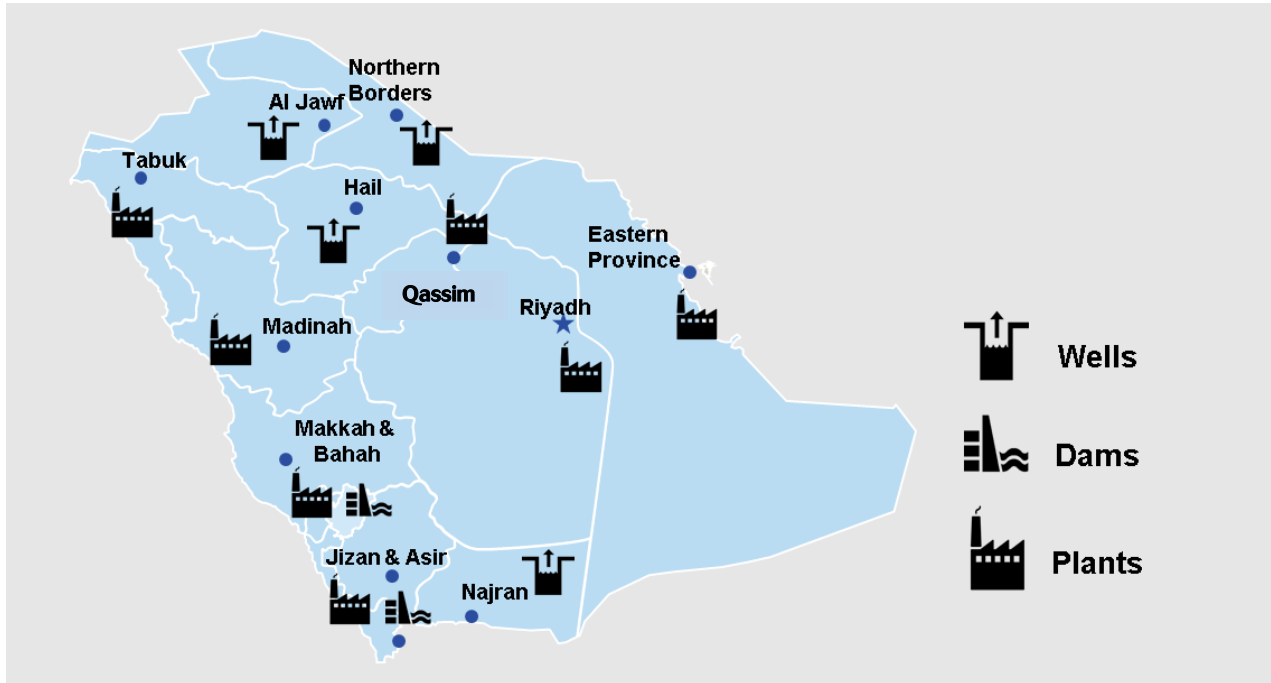 Northern
Borders
Al Jawf
Tabuk
Hail
Eastern
Province
Qassim
Riyadh
Madinah
Wells
Makkah &
Bahah
Dams
Jizan & Asir
Plants
Najran